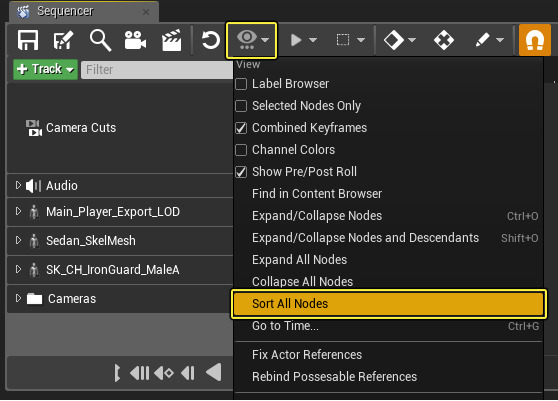 Sequencer
Track
Filter
View
Label Browser
Selected Nodes Only
Camera Cuts
Combined Keyframes
Channel Colors
Show Pre/Post Roll
Audio
Find in Content Browser
Main_Player_Export_LOD
Expand/Collapse Nodes Ctrl+O
Sedan_SkelMesh
Expand/Collapse Nodes and Descendants Shift+O
Expand All Nodes
SK_CH_IronGuard_MaleA
Collapse All Nodes
Cameras
Sort All Nodes
Go to Time... Ctrl+G
Fix Actor References
Rebind Possesable References